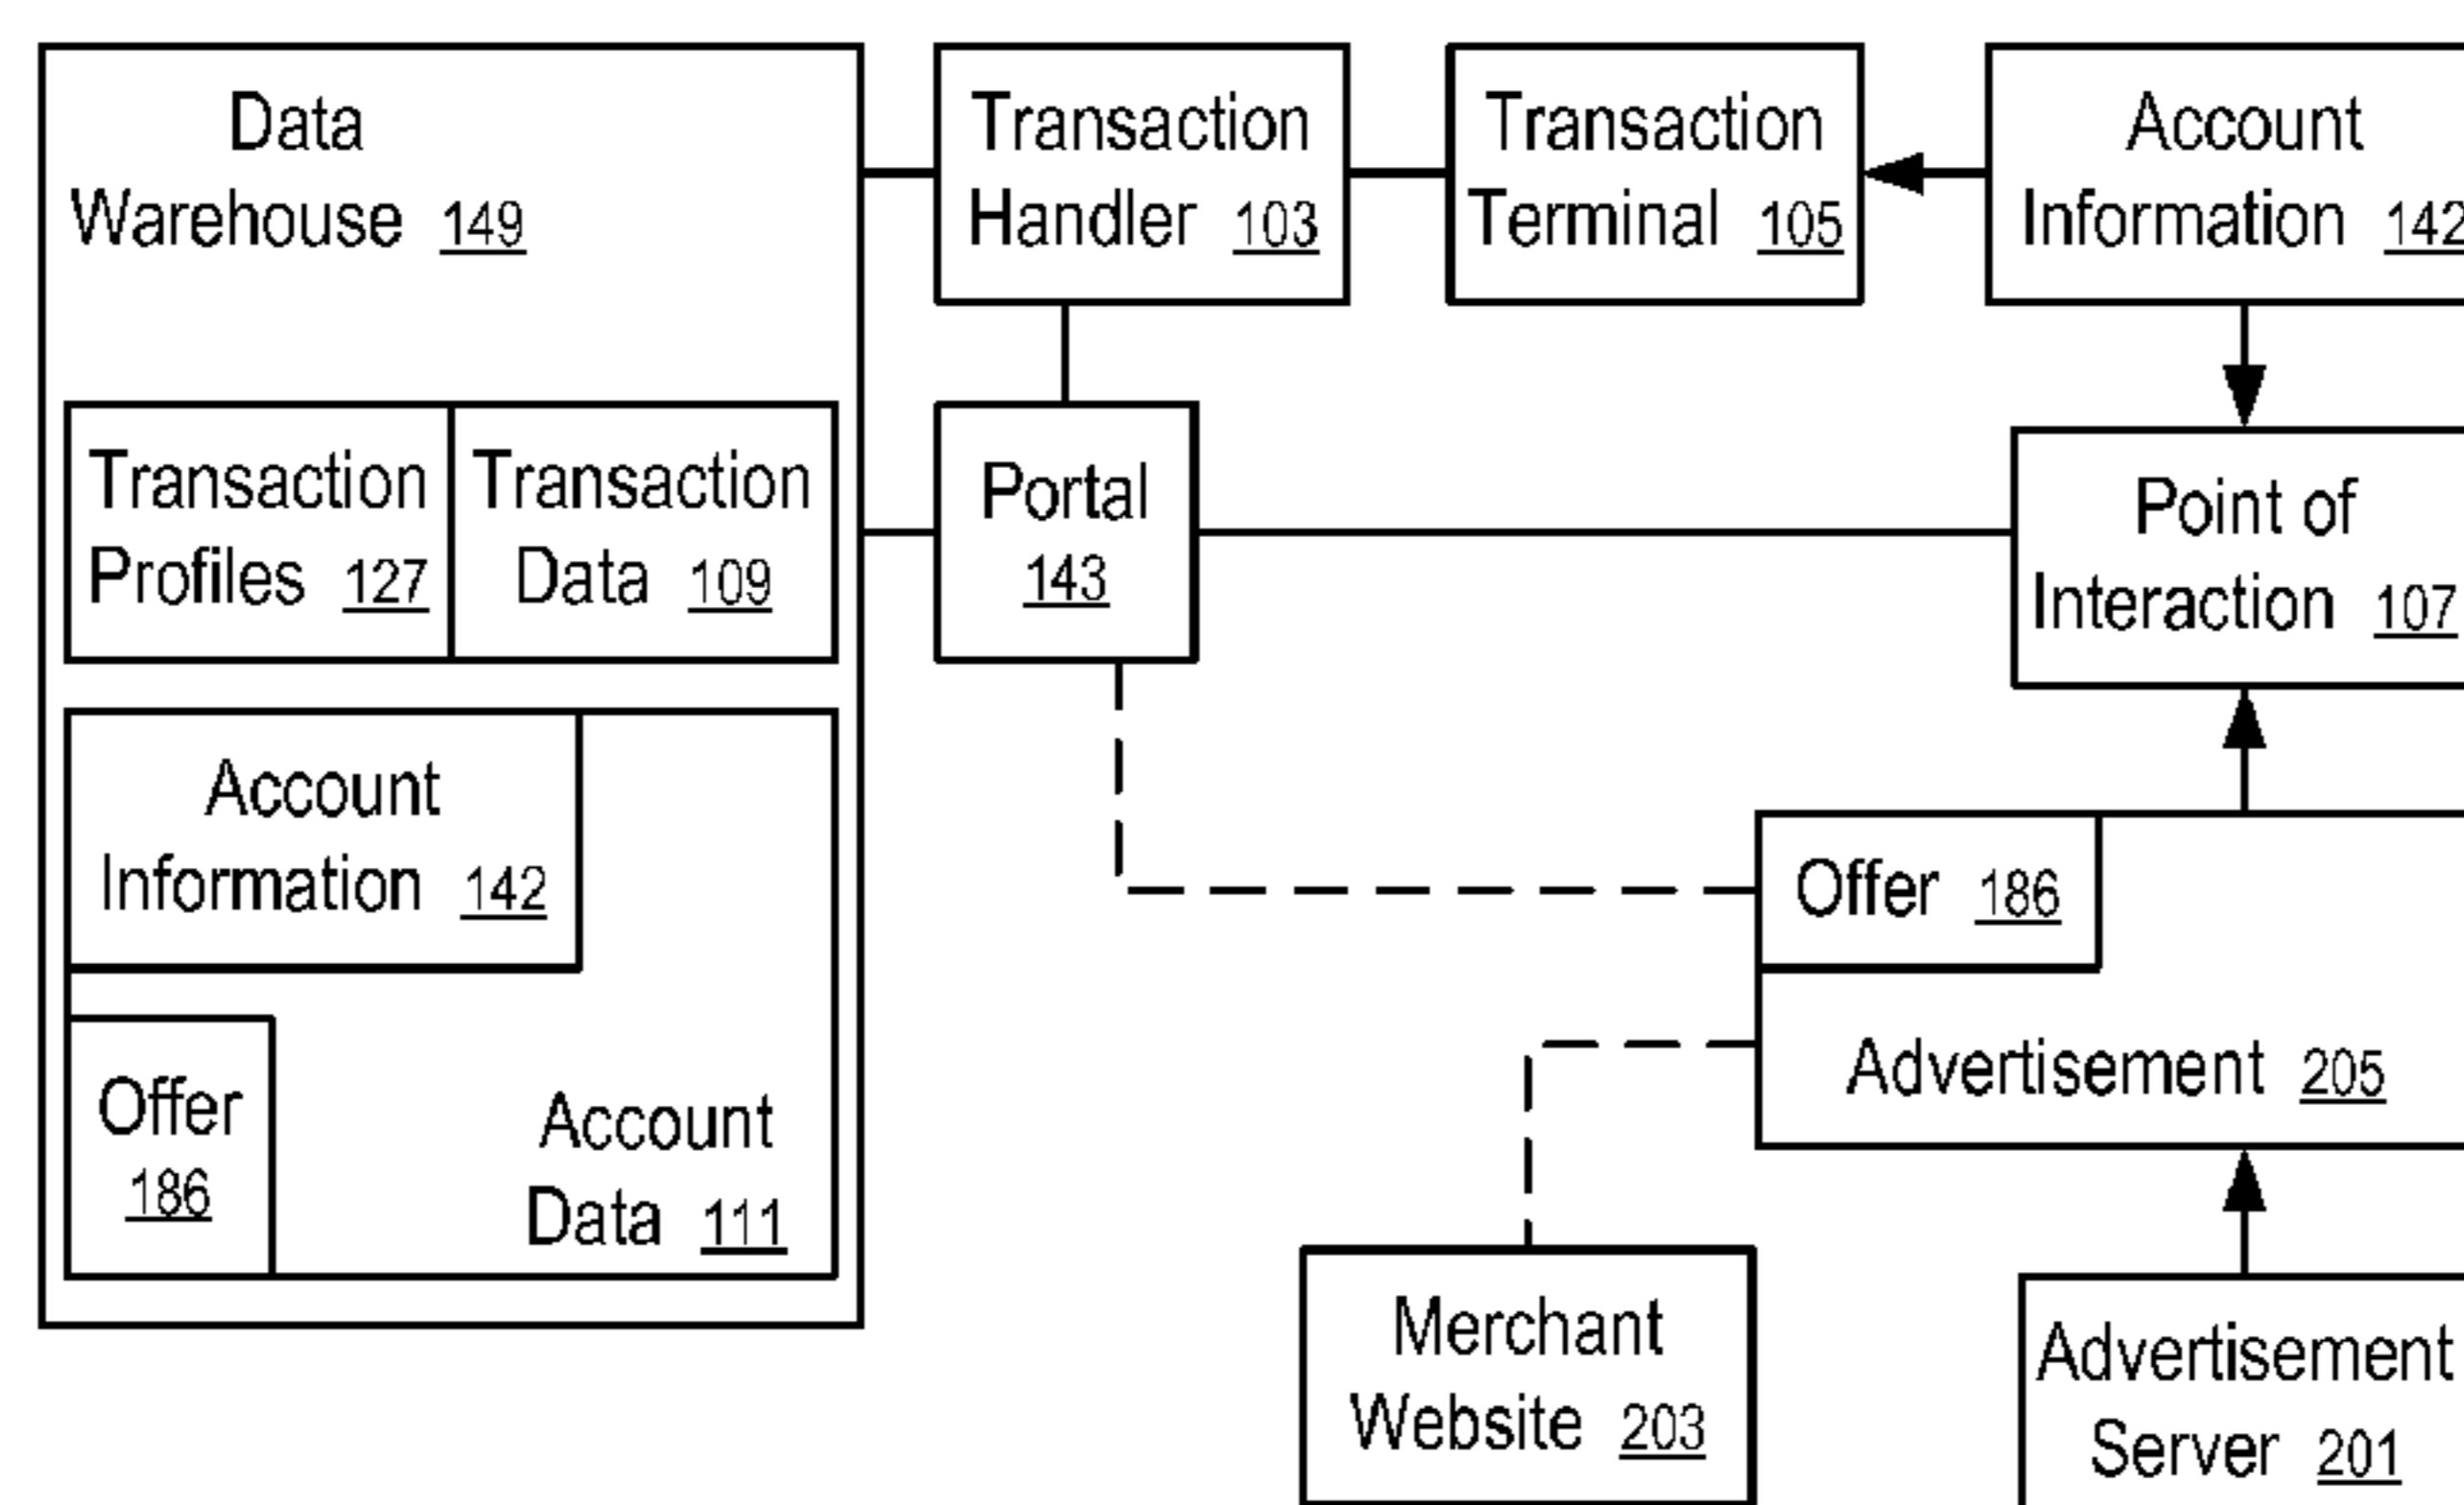 Data
Warehouse 149
Transaction
Handler 103
Transaction
Terminal 105
Account
Information 142
Transaction
Profiles 127
Transaction
Data 109
Portal
143
Point of
Interaction 107
Account
Information 142
Offer 186
Advertisement 205
Offer
186
Account
Data 111
Merchant
Website 203
Advertisement
Server 201